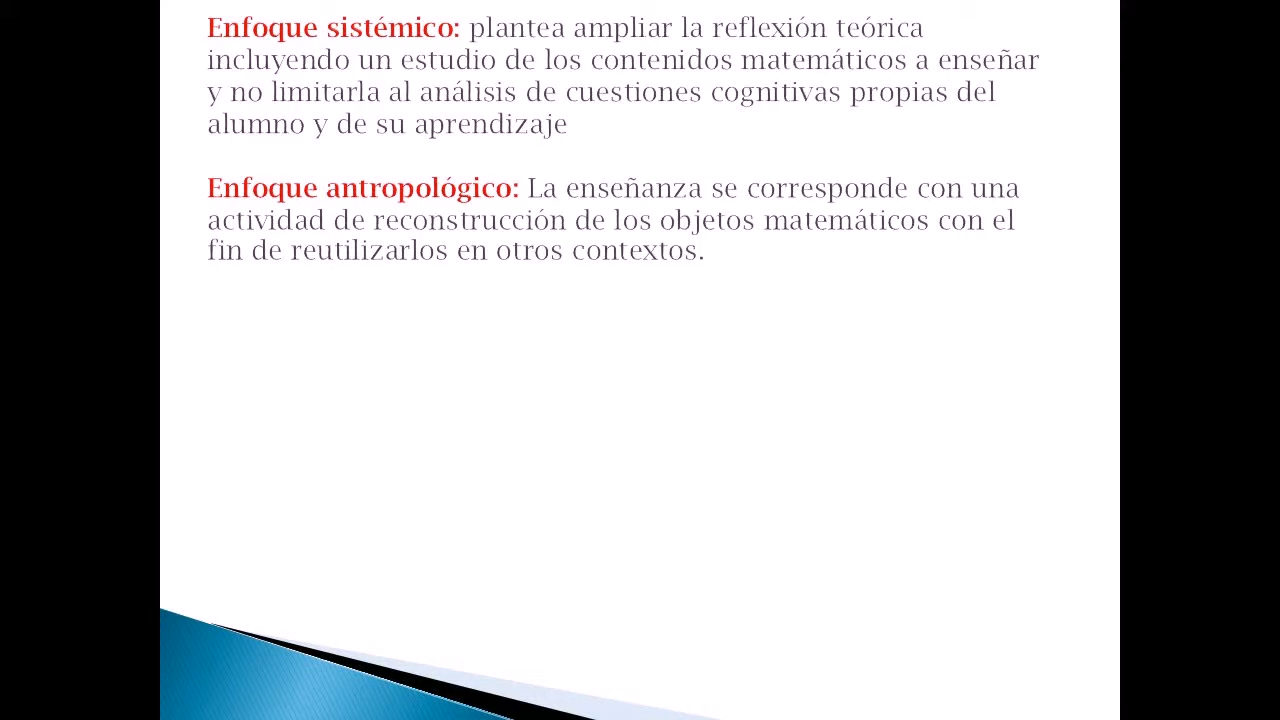 Enfoque sistémico: plantea ampliar la reflexión teórica
incluyendo un estudio de los contenidos matemáticos a enseñar
y no limitarla al análisis de cuestiones cognitivas propias del
alumno y de su aprendizaje
Enfoque antropológico: La enseñanza se corresponde con una
actividad de reconstrucción de los objetos matemáticos con el
fin de reutilizarlos en otros contextos.